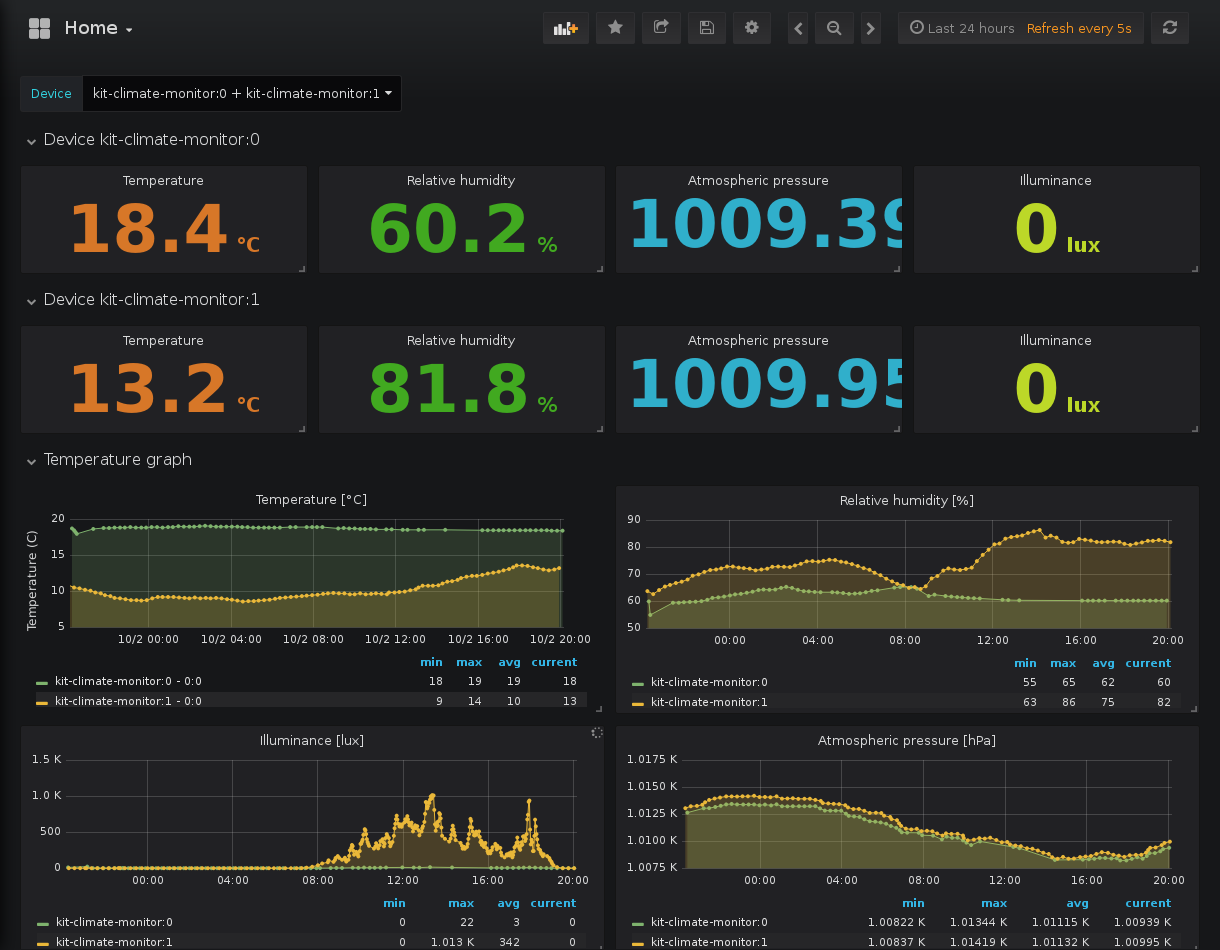 Home
Last 24 hours Refresh every 5s
Device kit-climate-monitor:0 + kit-climate-monitor:1
Device kit-climate-monitor:0
Temperature Relative humidity Atmospheric pressure Illuminance
18.4 °C 60.2 % 1009.39 0 lux
Device kit-climate-monitor:1
Temperature Relative humidity Atmospheric pressure Illuminance
13.2 °C 81.8 % 1009.95 0 lux
Temperature graph
Temperature [°C]
Temperature (C)
20
15
10
5
10/2 00:00 10/2 04:00 10/2 08:00 10/2 12:00 10/2 16:00 10/2 20:00
min max avg current
kit-climate-monitor:0 - 0:0 18 19 19 18
kit-climate-monitor:1 - 0:0 9 14 10 13
Relative humidity [%]
90
80
70
60
50
00:00 04:00 08:00 12:00 16:00 20:00
min max avg current
kit-climate-monitor:0 55 65 62 60
kit-climate-monitor:1 63 86 75 82
Illuminance [lux]
1.5 K
1.0 K
500
0
00:00 04:00 08:00 12:00 16:00 20:00
min max avg current
kit-climate-monitor:0 0 22 3 0
kit-climate-monitor:1 0 1.013 K 342 0
Atmospheric pressure [hPa]
1.0175 K
1.0150 K
1.0125 K
1.0100 K
1.0075 K
00:00 04:00 08:00 12:00 16:00 20:00
min max avg current
kit-climate-monitor:0 1.00822 K 1.01344 K 1.01115 K 1.00939 K
kit-climate-monitor:1 1.00837 K 1.01419 K 1.01132 K 1.00995 K